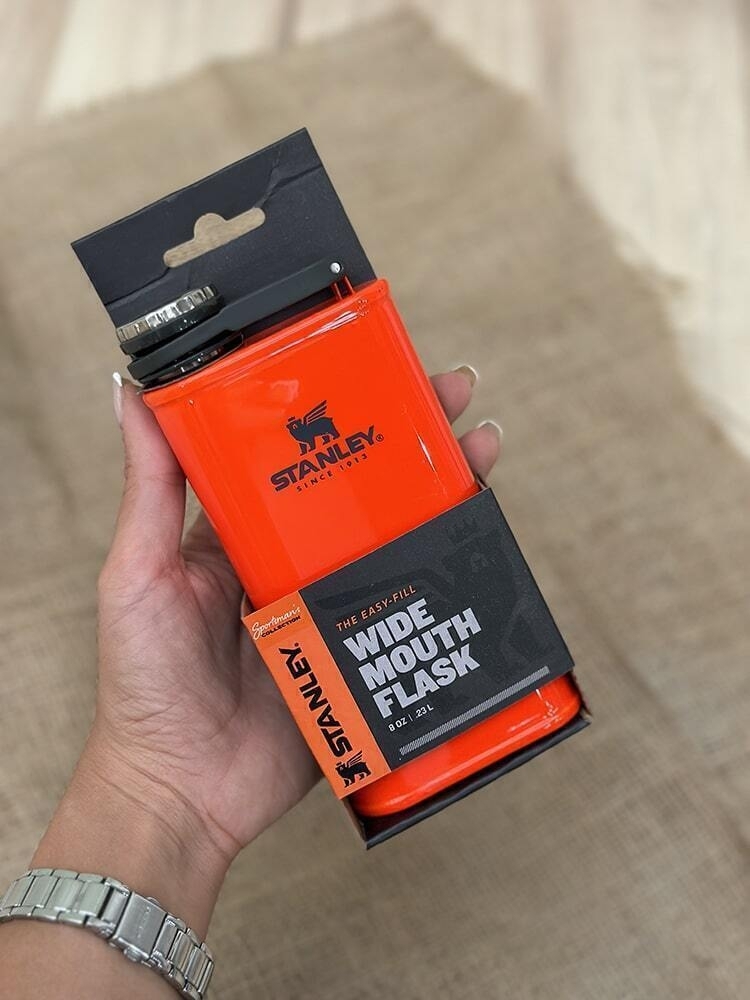 STANLEY®
SINCE 1913
Sportsman's
COLLECTION
STANLEY.
THE EASY-FILL
WIDE
MOUTH
FLASK
8 OZ | .23 L